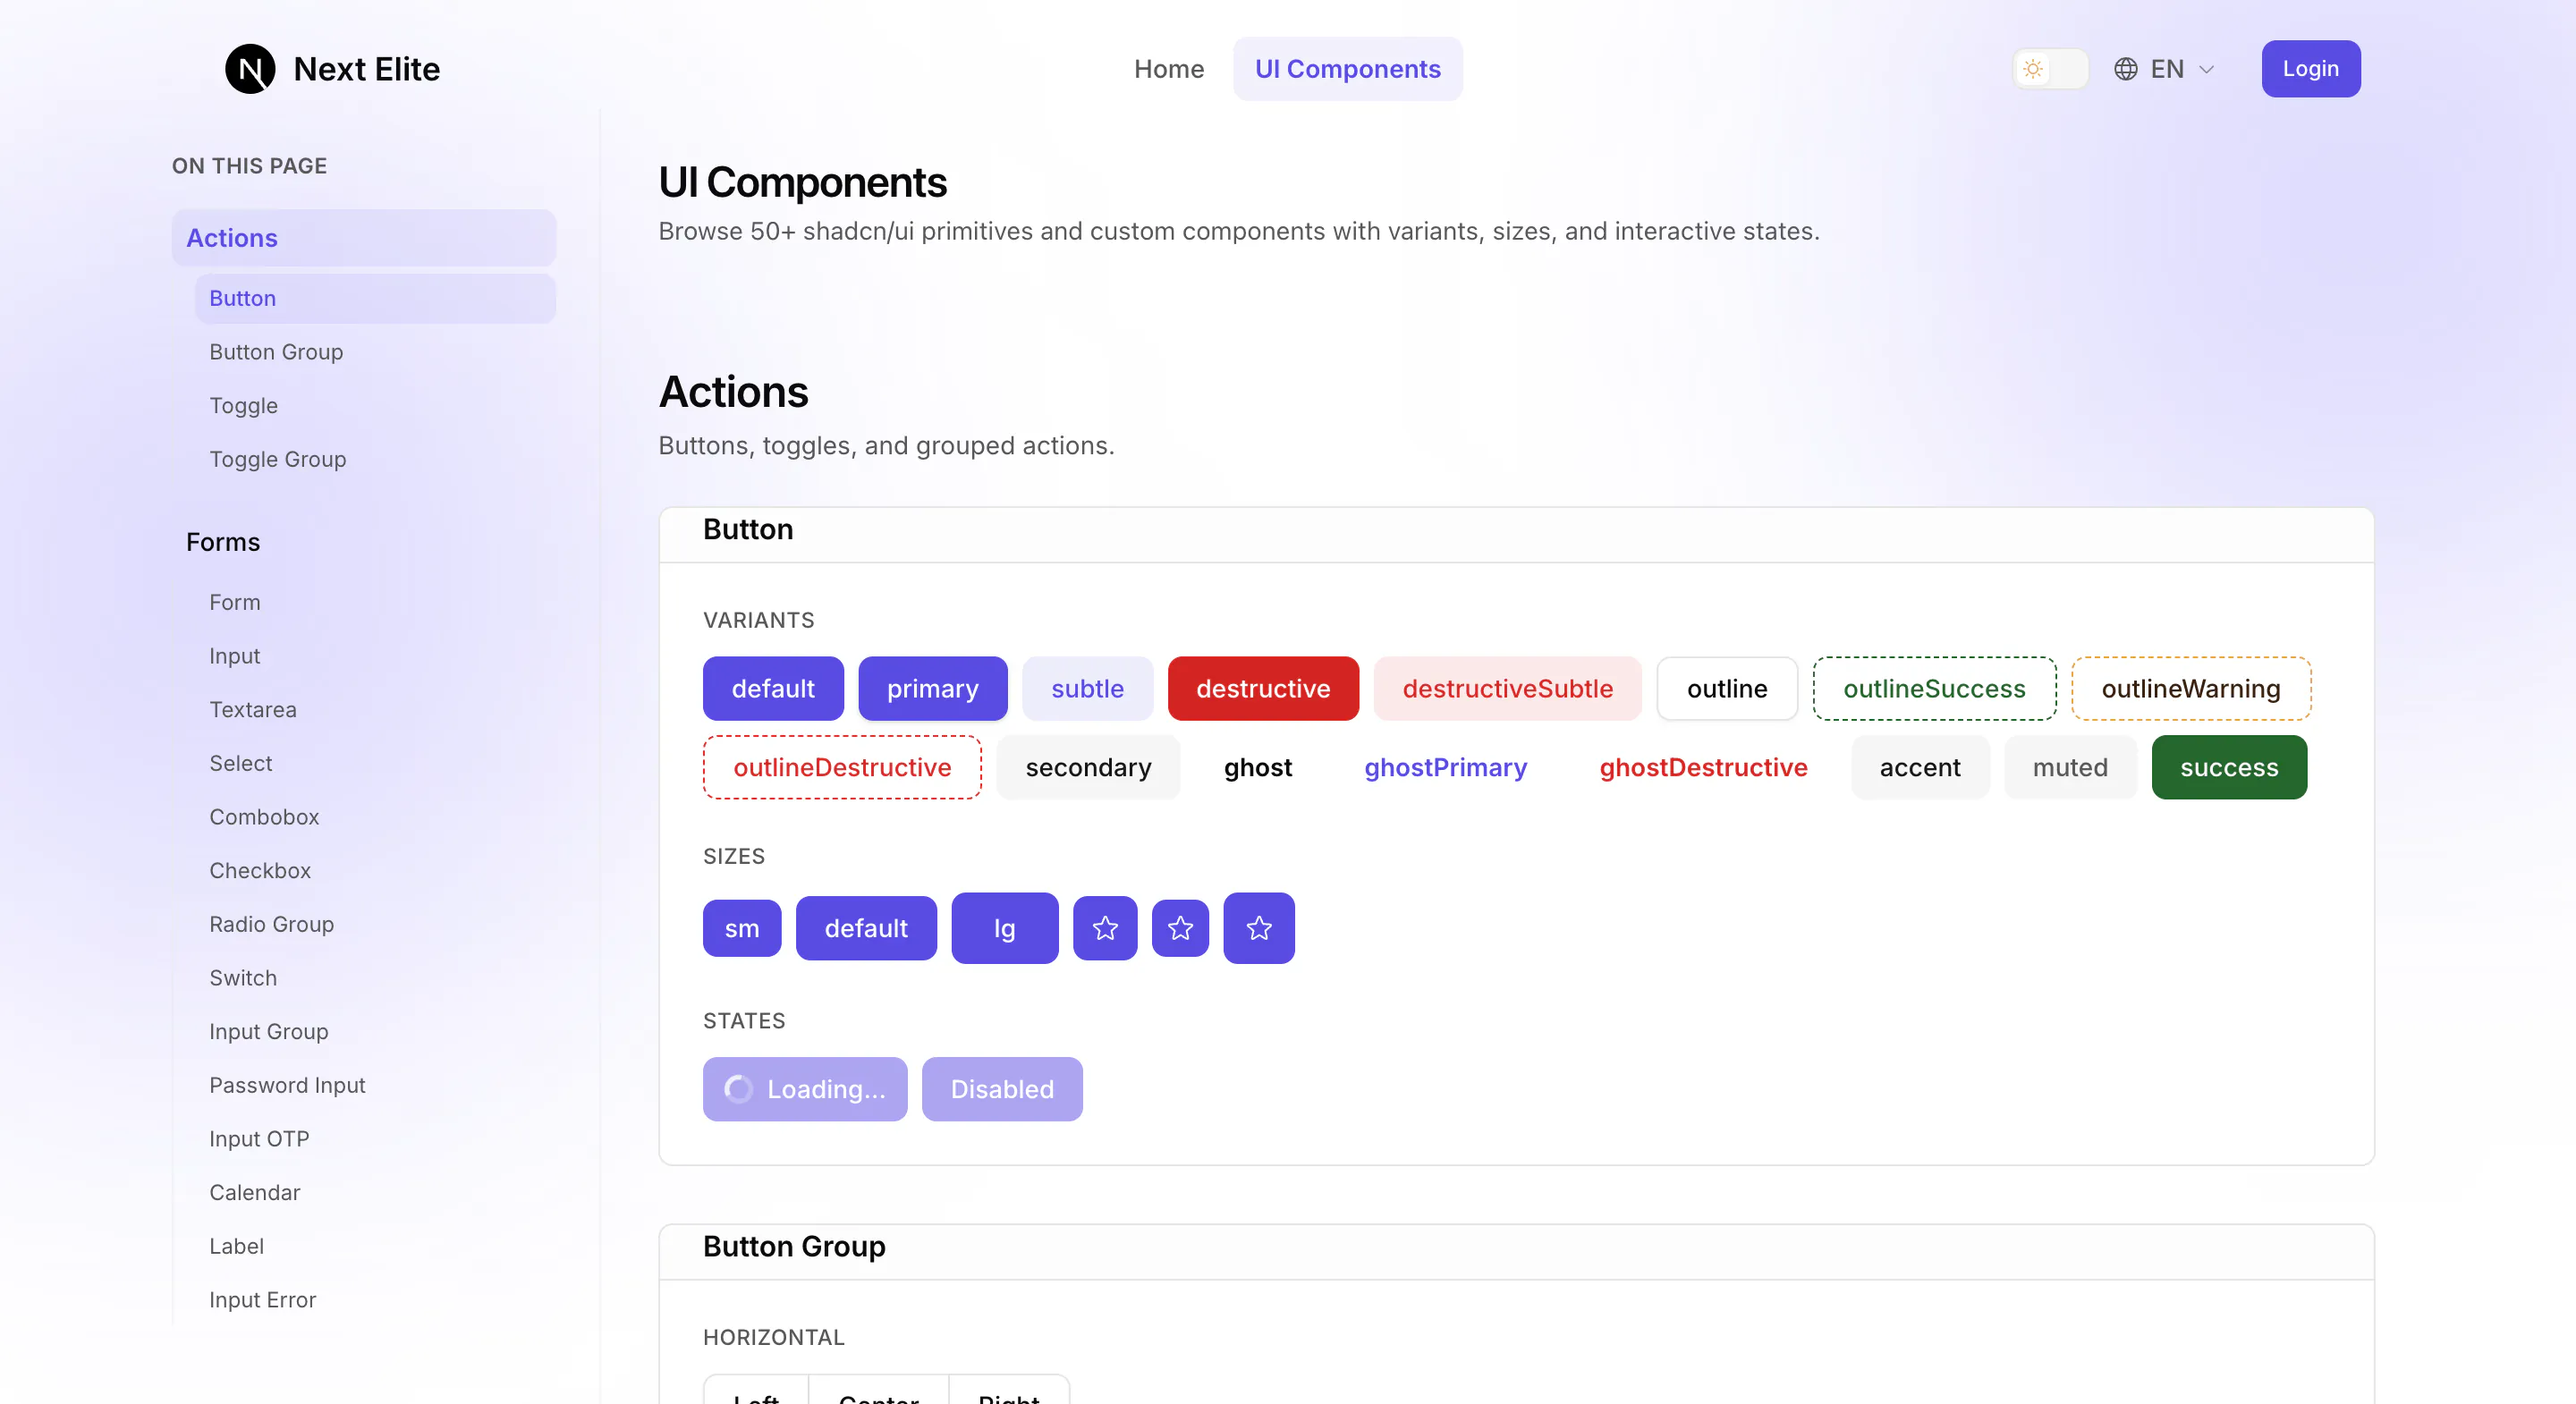 Next Elite
Home
UI Components
EN
Login
ON THIS PAGE
Actions
Button
Button Group
Toggle
Toggle Group
Forms
Form
Input
Textarea
Select
Combobox
Checkbox
Radio Group
Switch
Input Group
Password Input
Input OTP
Calendar
Label
Input Error
UI Components
Browse 50+ shadcn/ui primitives and custom components with variants, sizes, and interactive states.
Actions
Buttons, toggles, and grouped actions.
Button
VARIANTS
default primary subtle destructive destructiveSubtle outline outlineSuccess outlineWarning
outlineDestructive secondary ghost ghostPrimary ghostDestructive accent muted success
SIZES
sm default lg
STATES
Loading... Disabled
Button Group
HORIZONTAL
Left Center Right